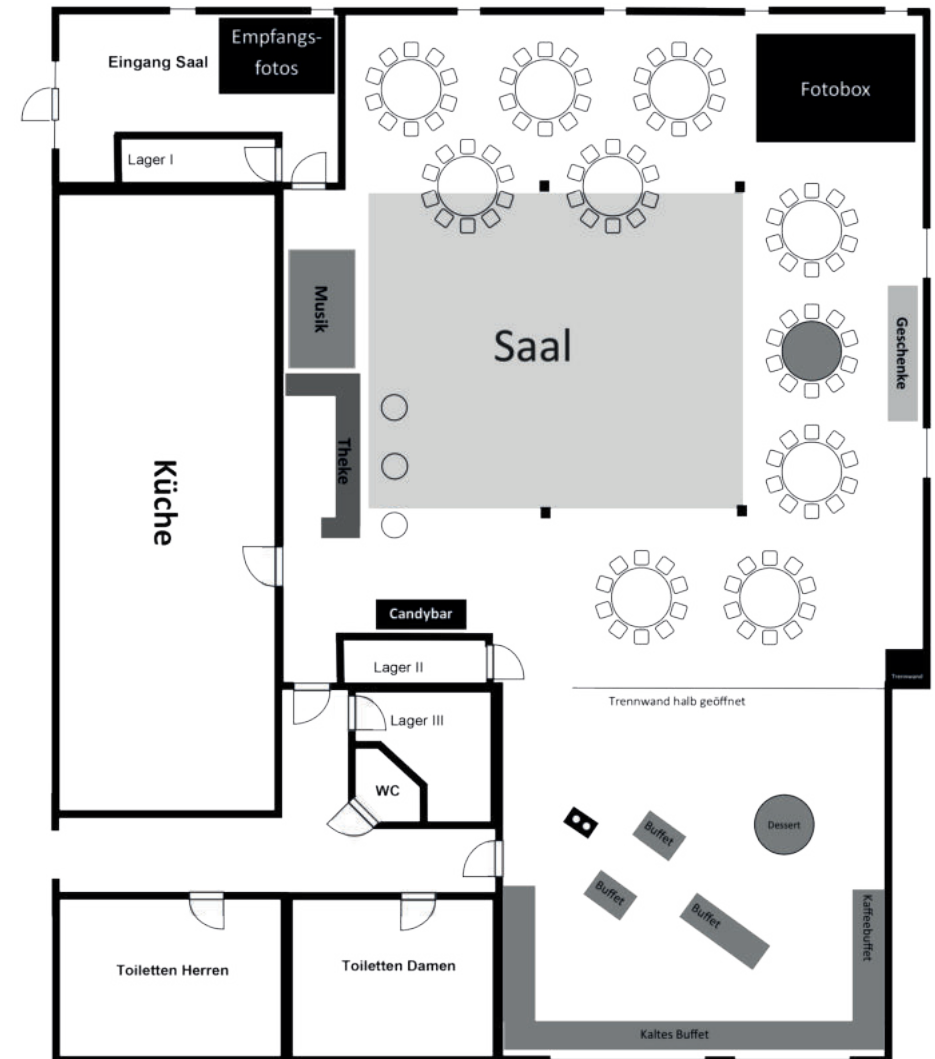 Empfangs-
fotos
Eingang Saal
Fotobox
Lager I
Musik
Saal
Geschenke
Theke
Küche
Candybar
Lager II
Trennwand
Trennwand halb geöffnet
Lager III
WC
Buffet
Dessert
Buffet
Buffet
Kaffeebuffet
Toiletten Herren
Toiletten Damen
Kaltes Buffet